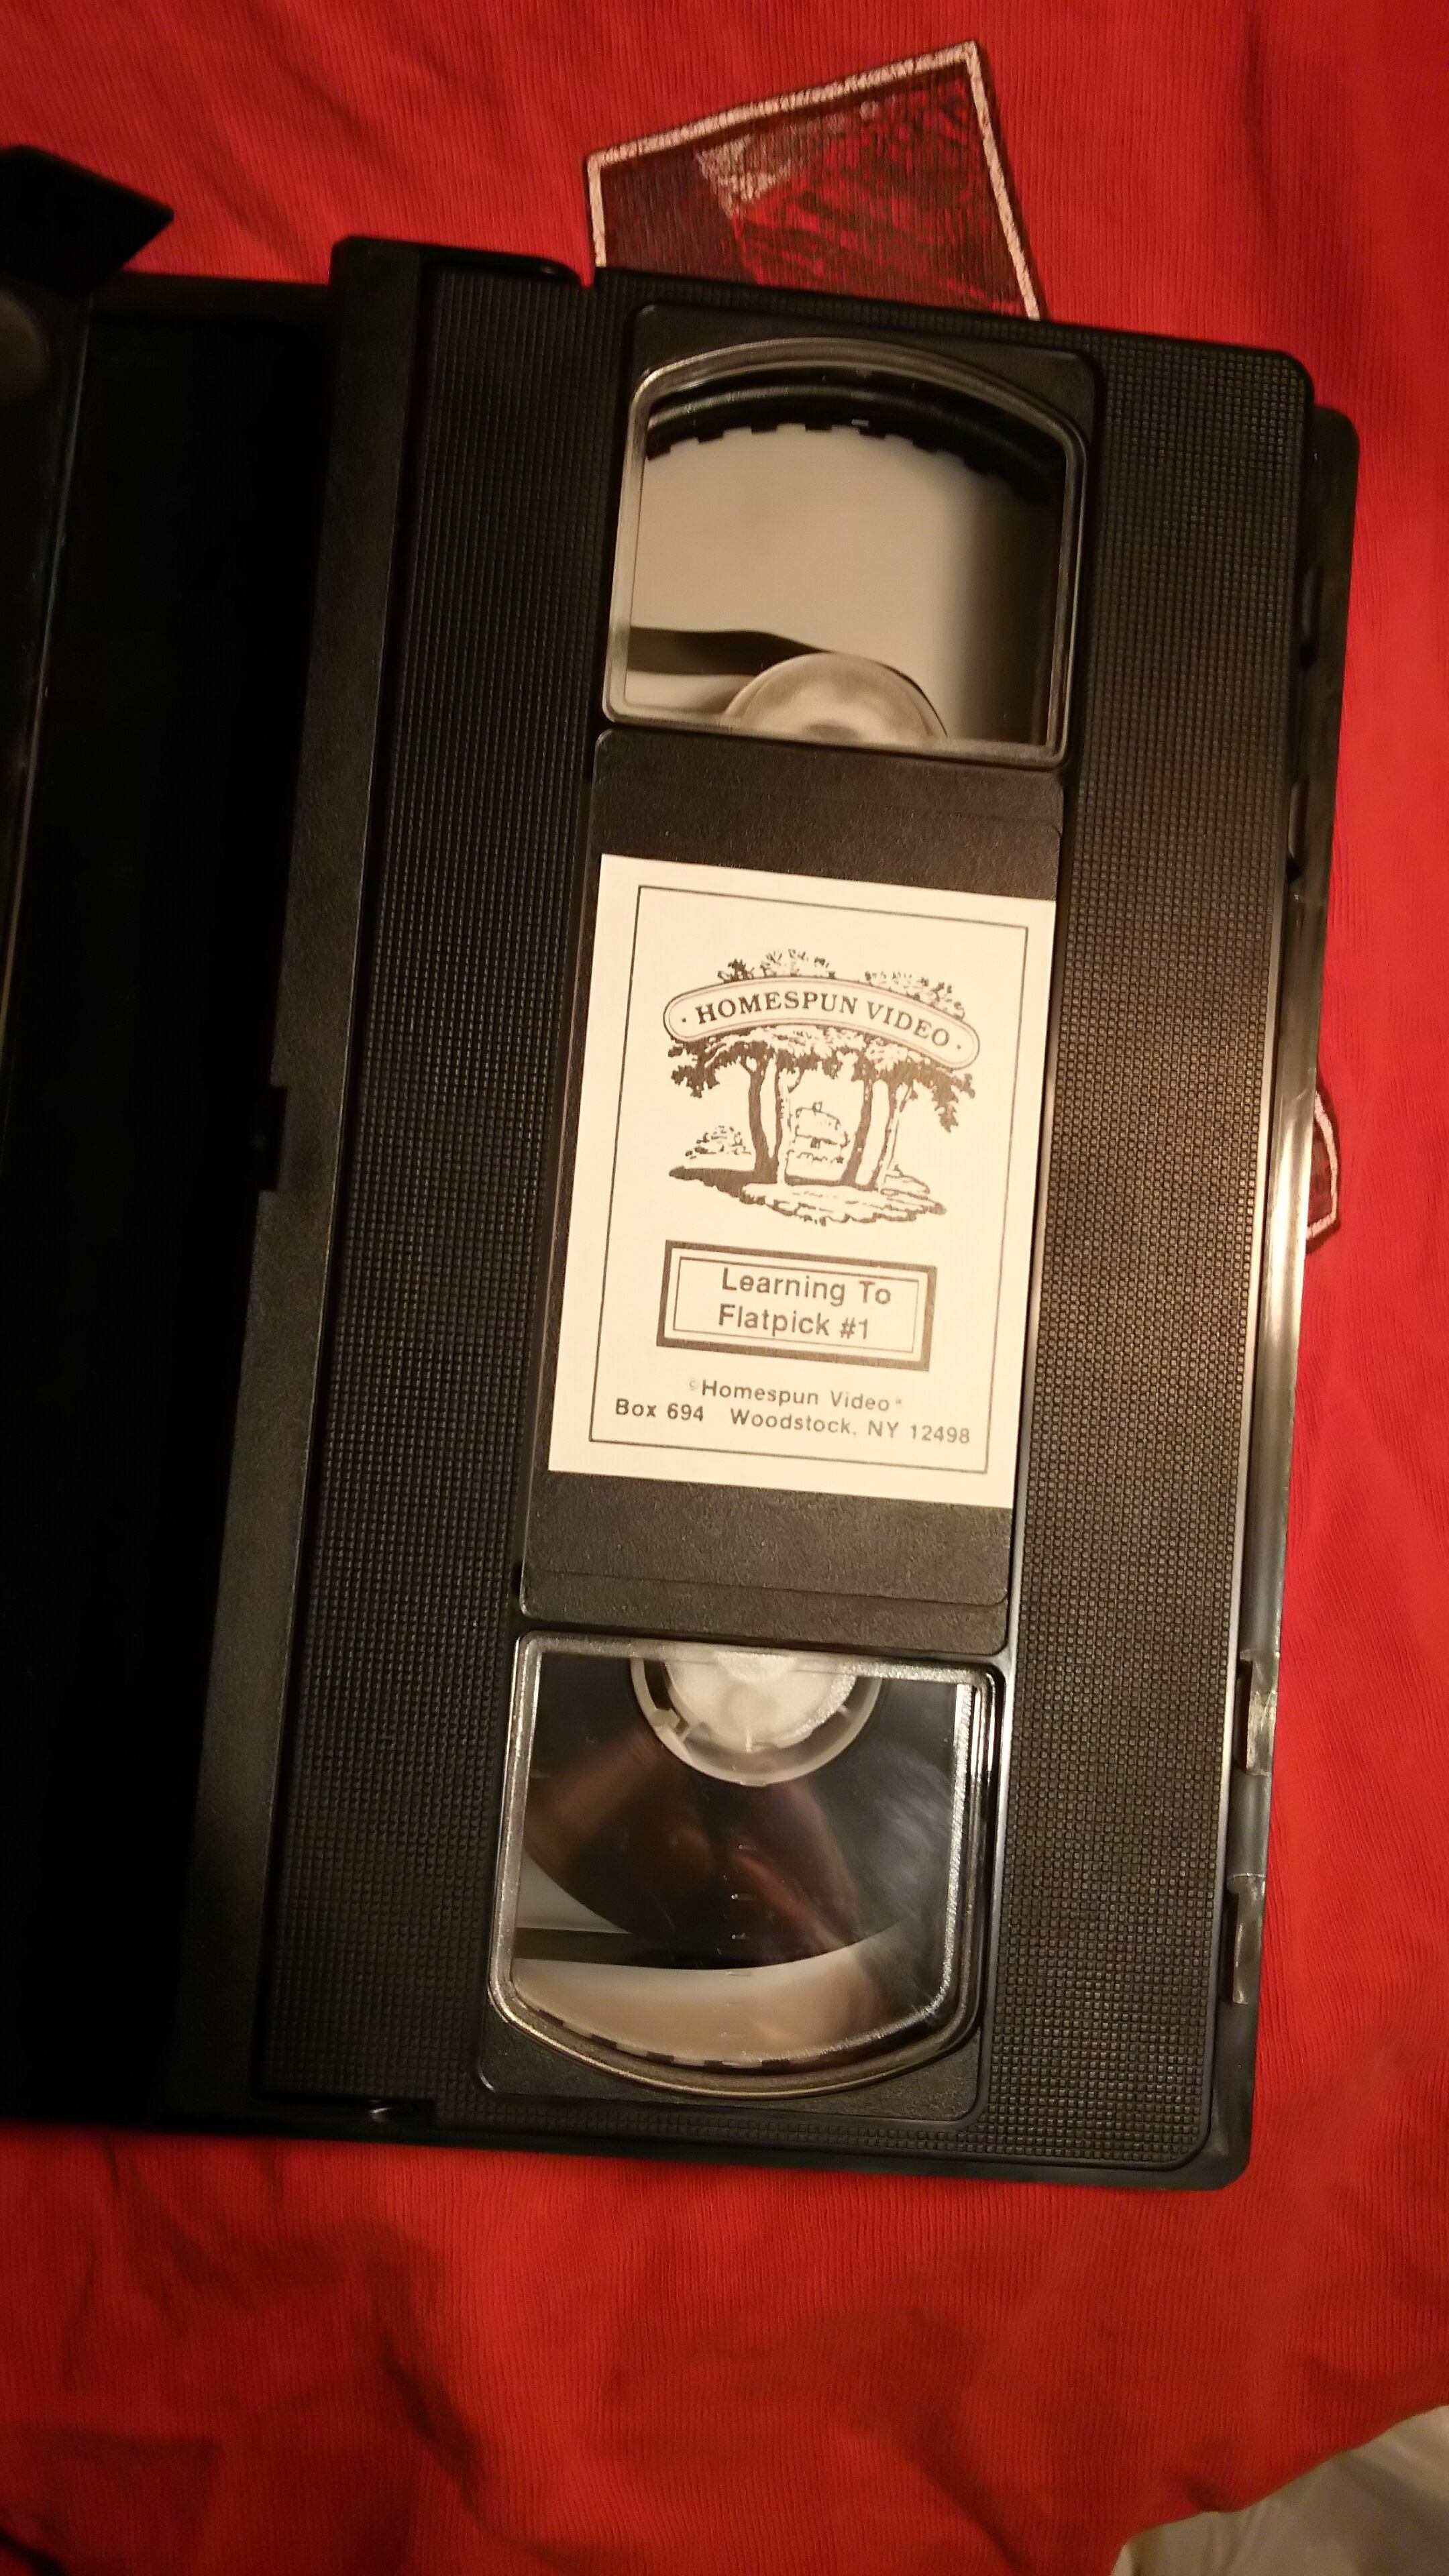 · HOMESPUN VIDEO ·
Learning To
Flatpick #1
©Homespun Video®
Box 694 Woodstock, NY 12498